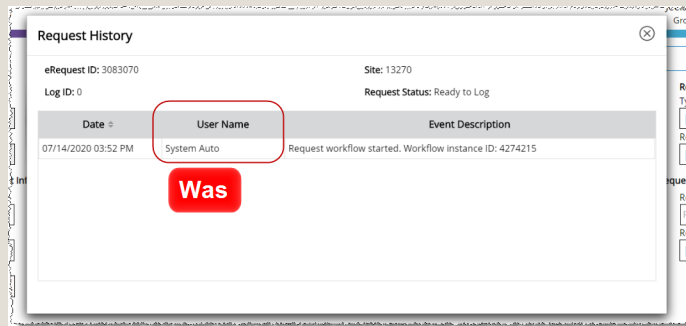 Request History
eRequest ID: 3083070
Site: 13270
Log ID: 0
Request Status: Ready to Log
Date
User Name
Event Description
07/14/2020 03:52 PM
System Auto
Request workflow started. Workflow instance ID: 4274215
Was